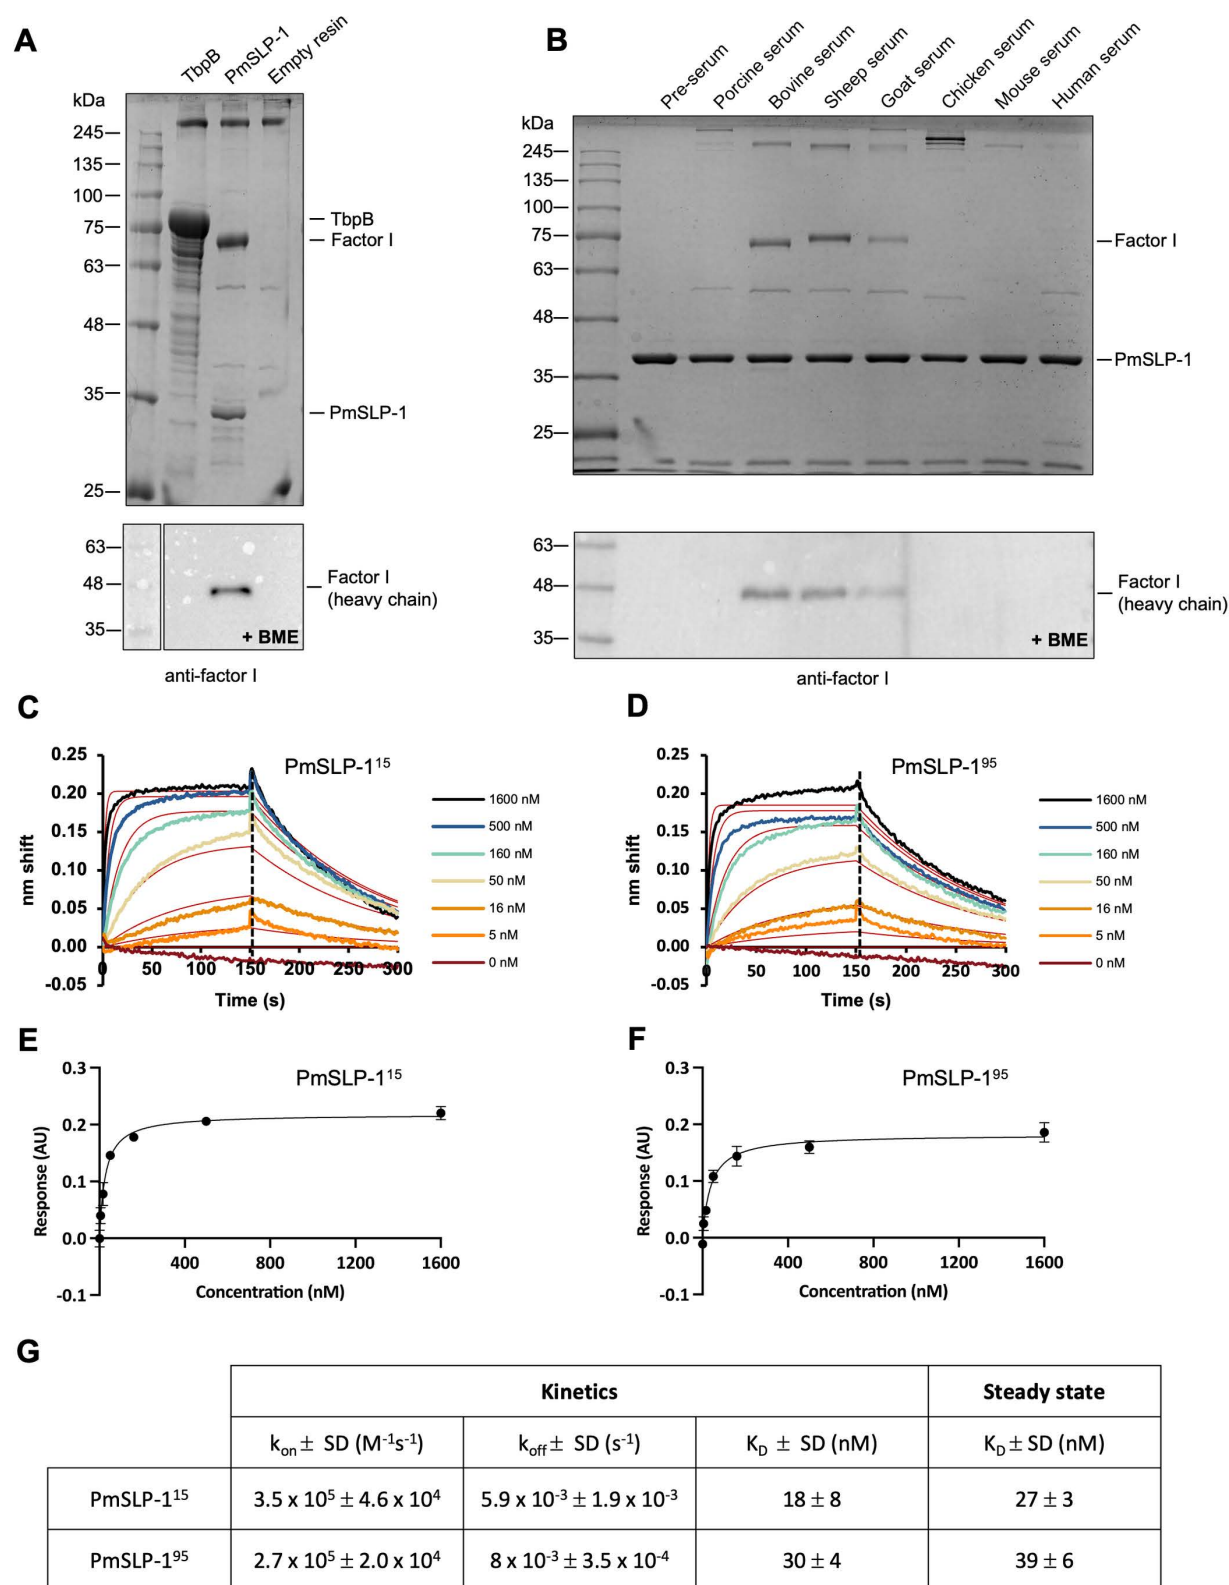 A
TbpB
PmSLP-1
Empty resin
kDa
245
135
100
75
63
48
35
25
TbpB
Factor I
PmSLP-1
63
48
35
Factor I
(heavy chain)
+ BME
anti-factor I
B
Pre-serum
Porcine serum
Bovine serum
Sheep serum
Goat serum
Chicken serum
Mouse serum
Human serum
kDa
245
135
100
75
63
48
35
25
Factor I
PmSLP-1
63
48
35
Factor I
(heavy chain)
+ BME
anti-factor I
C
PmSLP-1¹⁵
nm shift
0.25
0.20
0.15
0.10
0.05
0.00
-0.05
0 50 100 150 200 250 300
Time (s)
1600 nM
500 nM
160 nM
50 nM
16 nM
5 nM
0 nM
D
PmSLP-1⁹⁵
nm shift
0.25
0.20
0.15
0.10
0.05
0.00
-0.05
0 50 100 150 200 250 300
Time (s)
1600 nM
500 nM
160 nM
50 nM
16 nM
5 nM
0 nM
E
PmSLP-1¹⁵
Response (AU)
0.3
0.2
0.1
0.0
-0.1
400 800 1200 1600
Concentration (nM)
F
PmSLP-1⁹⁵
Response (AU)
0.3
0.2
0.1
0.0
-0.1
400 800 1200 1600
Concentration (nM)
G
Kinetics Steady state
kₒₙ ± SD (M⁻¹s⁻¹) k_off ± SD (s⁻¹) K_D ± SD (nM) K_D ± SD (nM)
PmSLP-1¹⁵ 3.5 x 10⁵ ± 4.6 x 10⁴ 5.9 x 10⁻³ ± 1.9 x 10⁻³ 18 ± 8 27 ± 3
PmSLP-1⁹⁵ 2.7 x 10⁵ ± 2.0 x 10⁴ 8 x 10⁻³ ± 3.5 x 10⁻⁴ 30 ± 4 39 ± 6